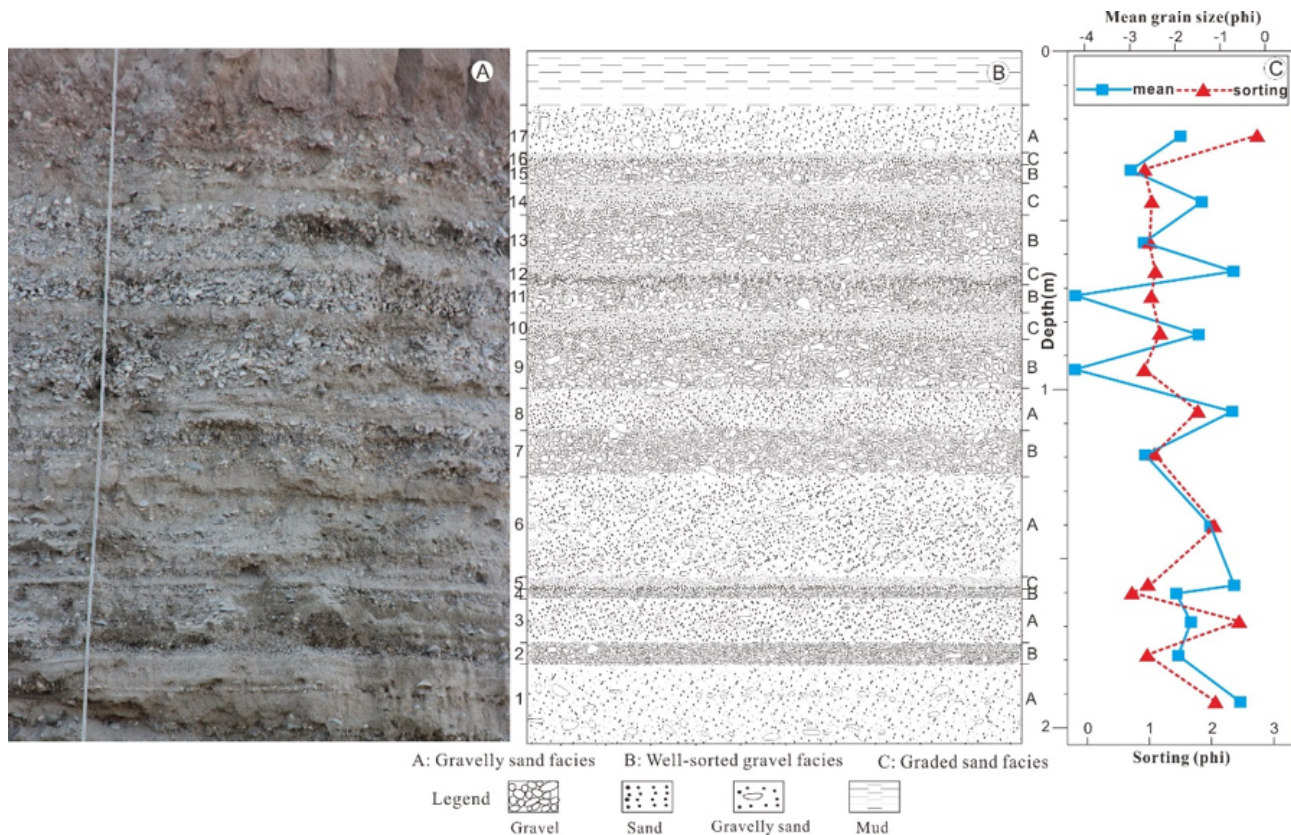 Mean grain size(phi)
-4 -3 -2 -1 0
A
B
C
mean sorting
0
17 A
16 C
15 B
14 C
13 B
12 C
11 B
10 C
9 B
8 A
7 B
6 A
5 C
4 B
3 A
2 B
1 A
Depth(m)
1
2
0 1 2 3
Sorting (phi)
A: Gravelly sand facies B: Well-sorted gravel facies C: Graded sand facies
Legend
Gravel Sand Gravelly sand Mud